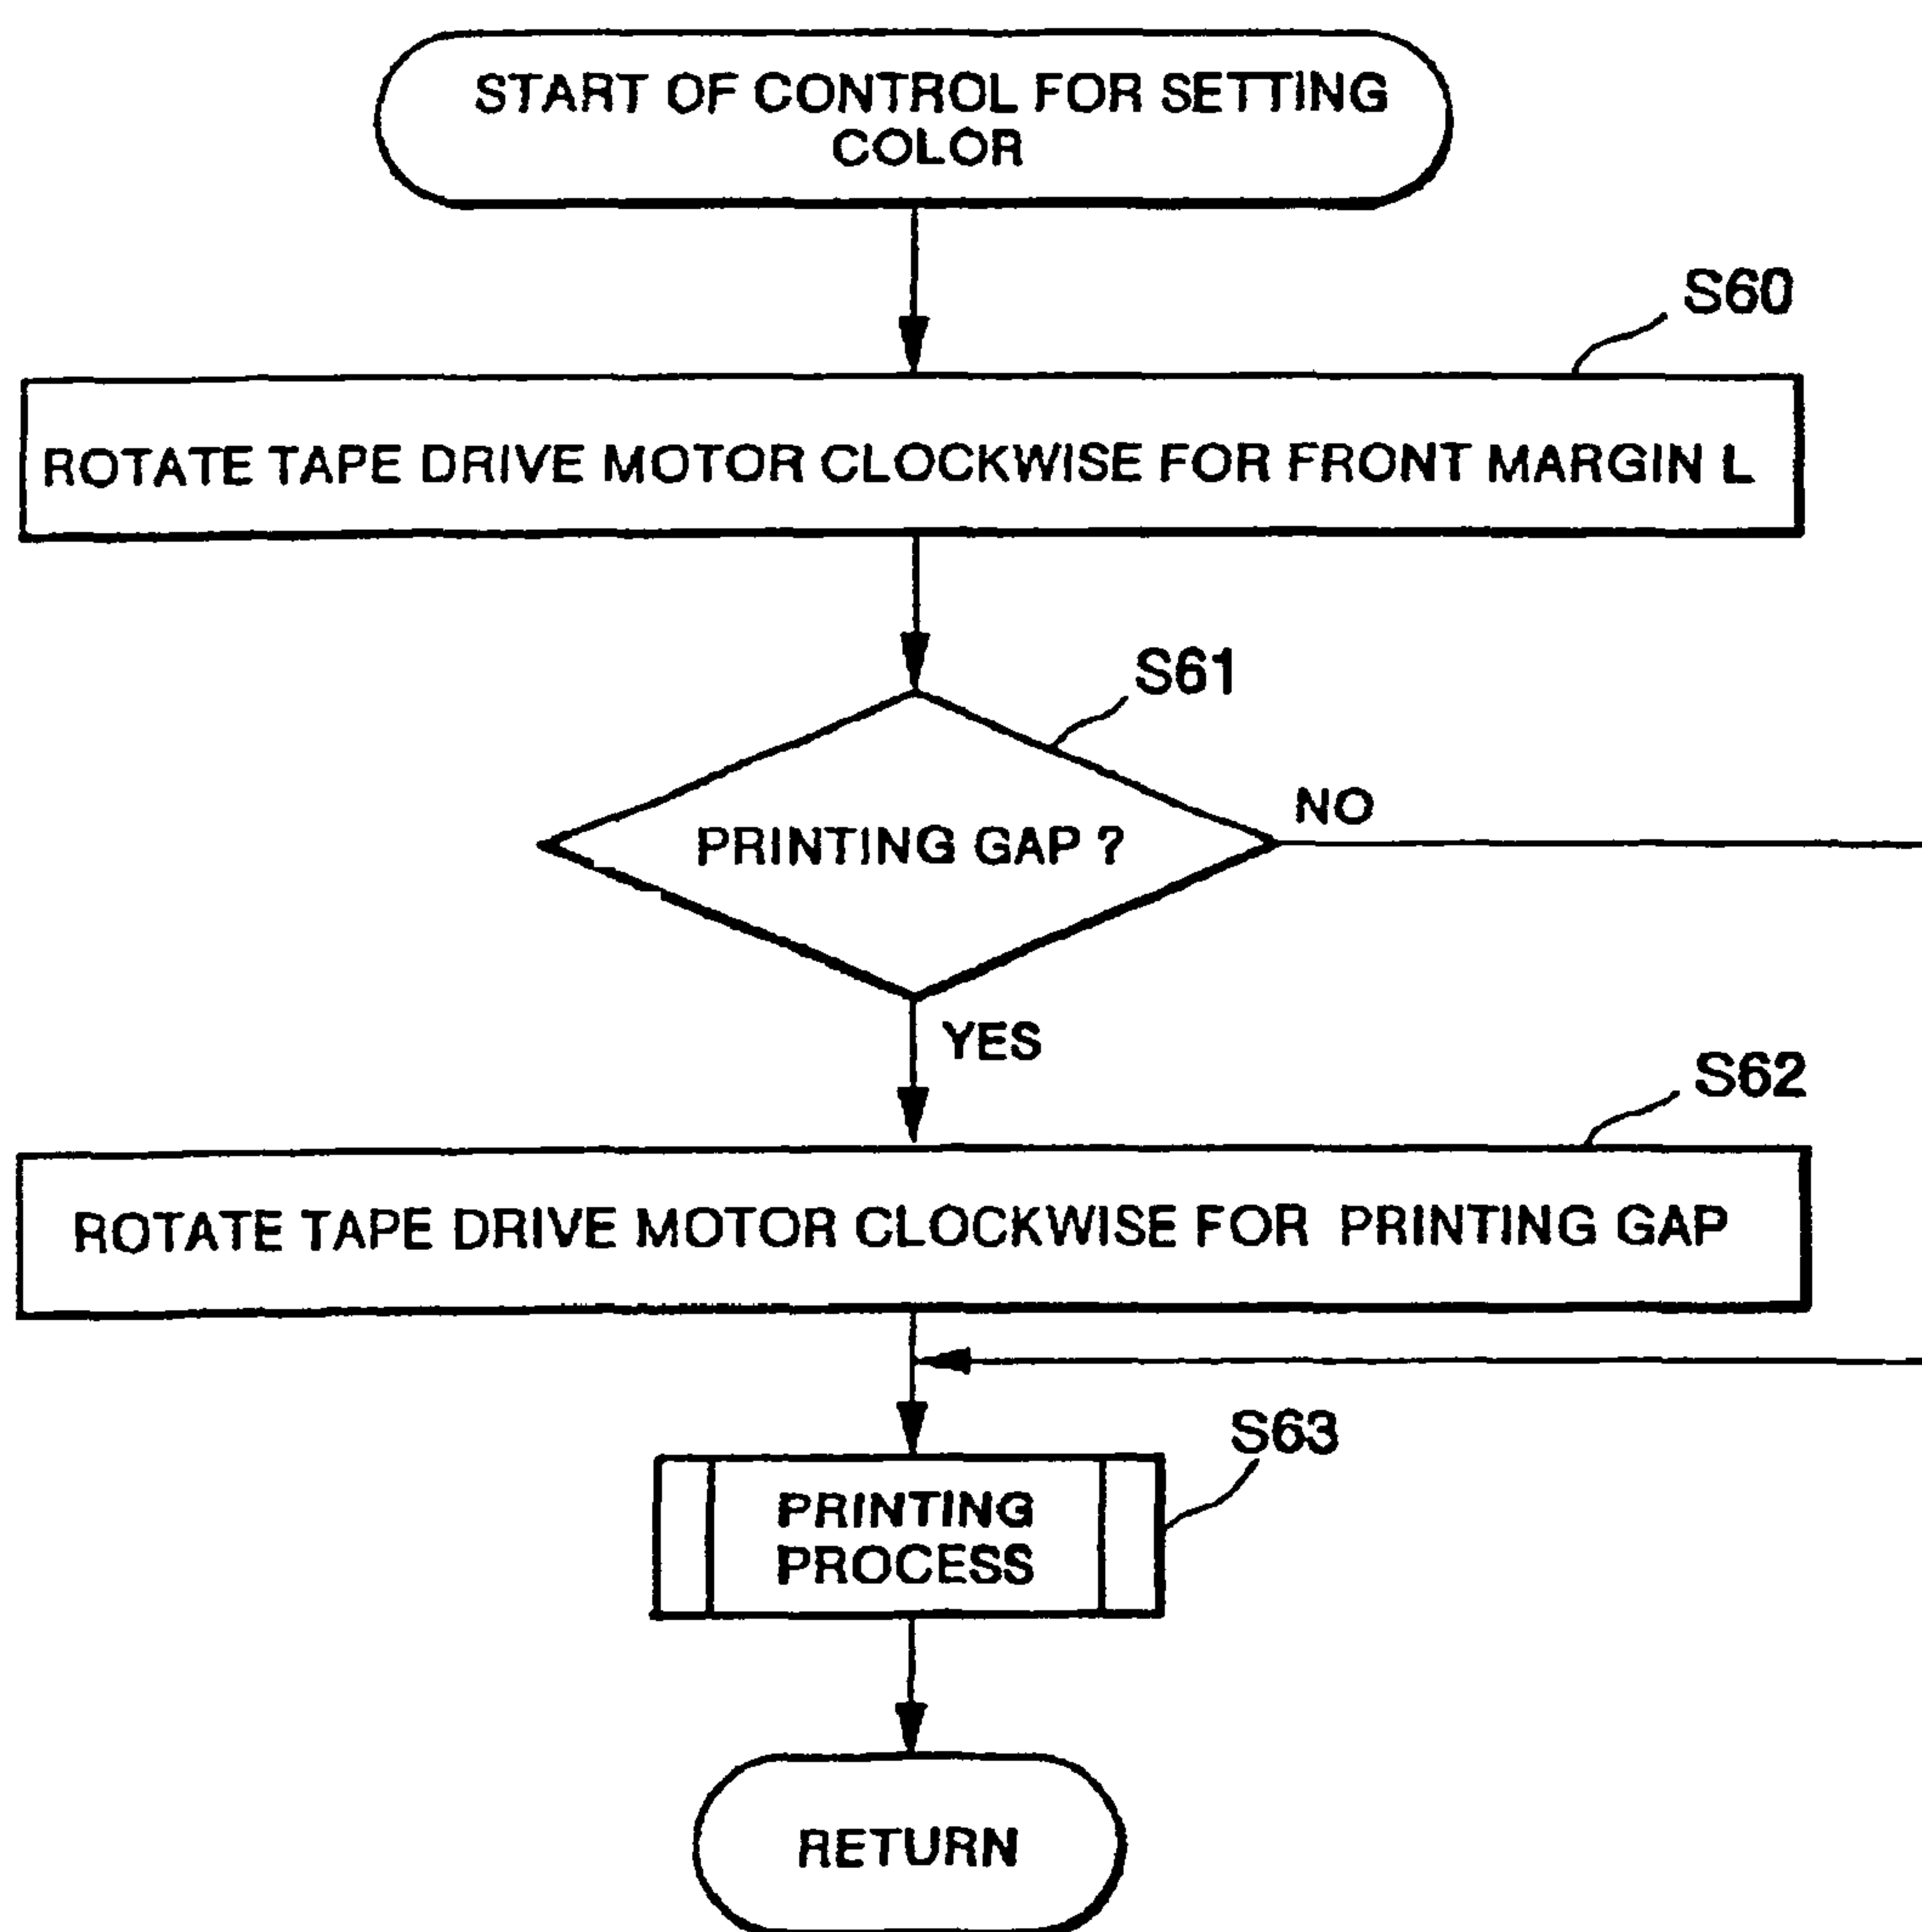 START OF CONTROL FOR SETTING
COLOR
S60
ROTATE TAPE DRIVE MOTOR CLOCKWISE FOR FRONT MARGIN L
S61
PRINTING GAP ?
NO
YES
S62
ROTATE TAPE DRIVE MOTOR CLOCKWISE FOR PRINTING GAP
S63
PRINTING
PROCESS
RETURN